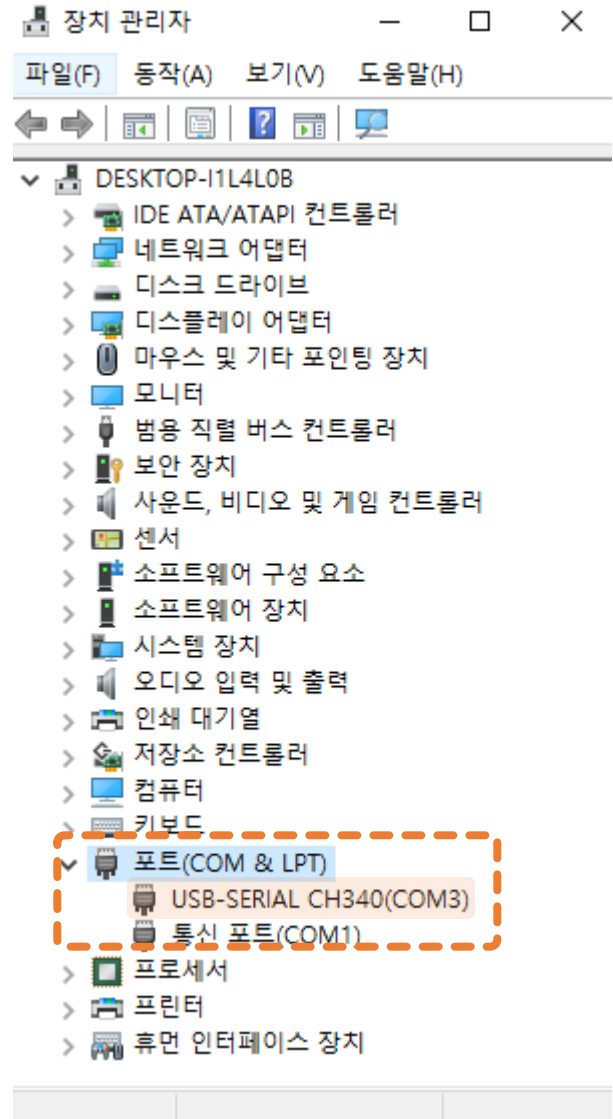 장치 관리자
파일(F) 동작(A) 보기(V) 도움말(H)
DESKTOP-I1L4L0B
IDE ATA/ATAPI 컨트롤러
네트워크 어댑터
디스크 드라이브
디스플레이 어댑터
마우스 및 기타 포인팅 장치
모니터
범용 직렬 버스 컨트롤러
보안 장치
사운드, 비디오 및 게임 컨트롤러
센서
소프트웨어 구성 요소
소프트웨어 장치
시스템 장치
오디오 입력 및 출력
인쇄 대기열
저장소 컨트롤러
컴퓨터
키보드
포트(COM & LPT)
USB-SERIAL CH340(COM3)
통신 포트(COM1)
프로세서
프린터
휴먼 인터페이스 장치